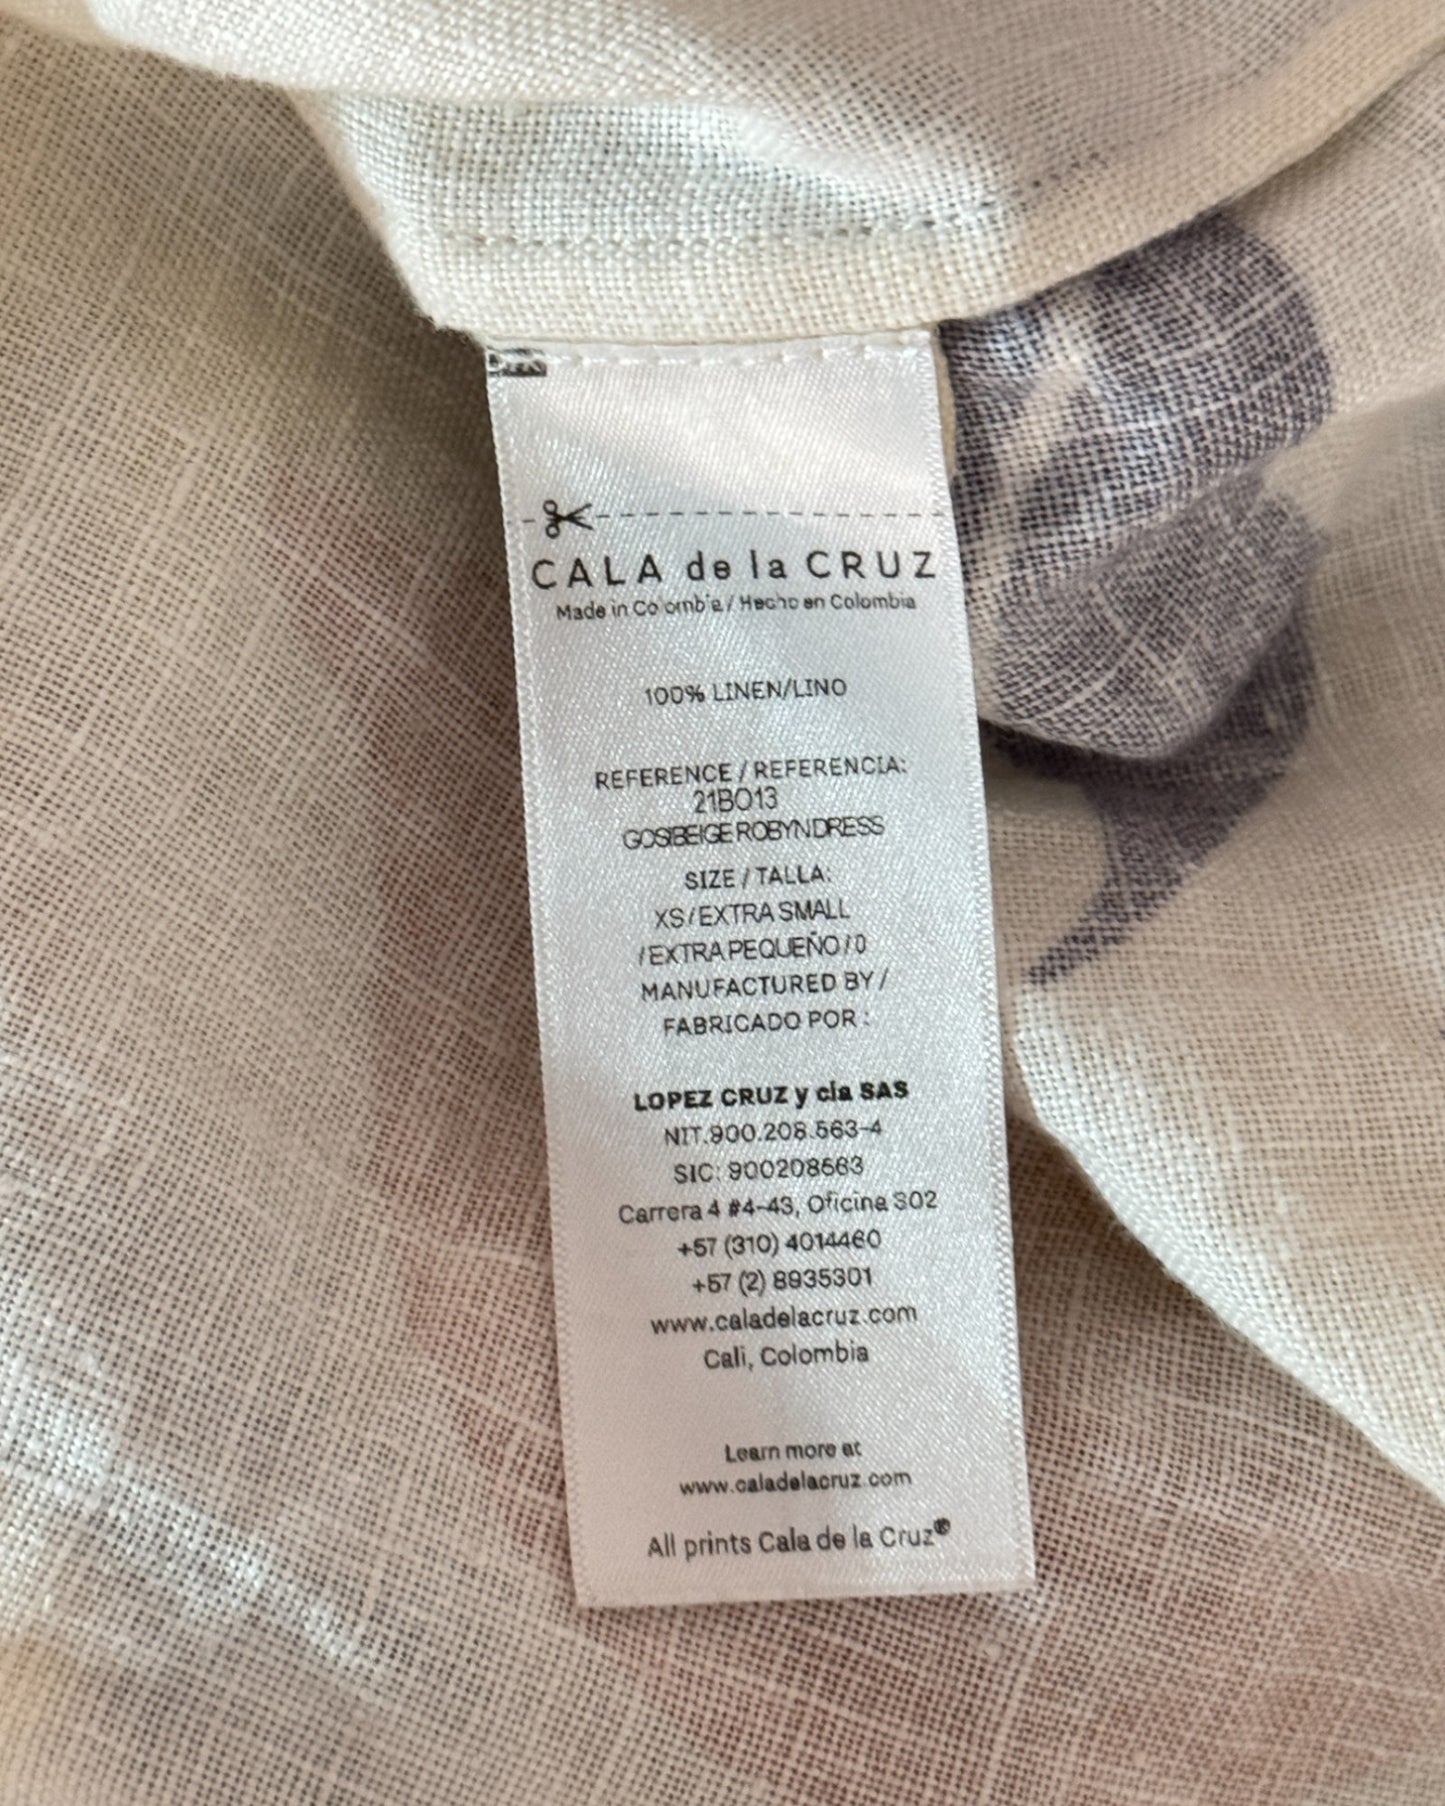 CALA de la CRUZ
Made in Colombia / Hecho en Colombia
100% LINEN/LINO
REFERENCE / REFERENCIA:
21B013
GOSIBEIGE ROBYN DRESS
SIZE / TALLA:
XS / EXTRA SMALL
/ EXTRA PEQUEÑO / 0
MANUFACTURED BY /
FABRICADO POR :
LOPEZ CRUZ y cia SAS
NIT.900.208.563-4
SIC: 900208563
Carrera 4 #4-43, Oficina 302
+57 (310) 4014460
+57 (2) 8935301
www.caladelacruz.com
Cali, Colombia
Learn more at
www.caladelacruz.com
All prints Cala de la Cruz®